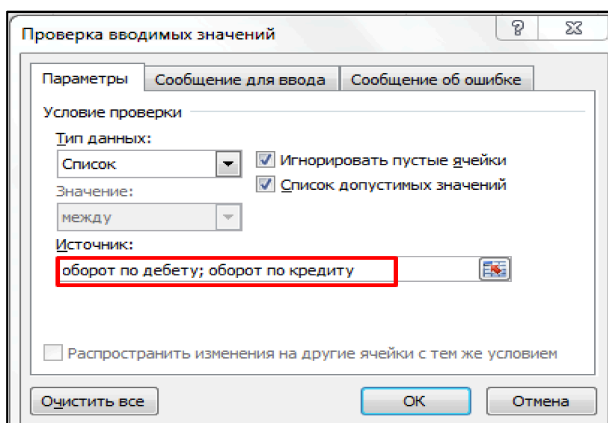 Проверка вводимых значений
Параметры Сообщение для ввода Сообщение об ошибке
Условие проверки
Тип данных:
Список Игнорировать пустые ячейки
Значение: Список допустимых значений
между
Источник:
оборот по дебету; оборот по кредиту
Распространить изменения на другие ячейки с тем же условием
Очистить все ОК Отмена